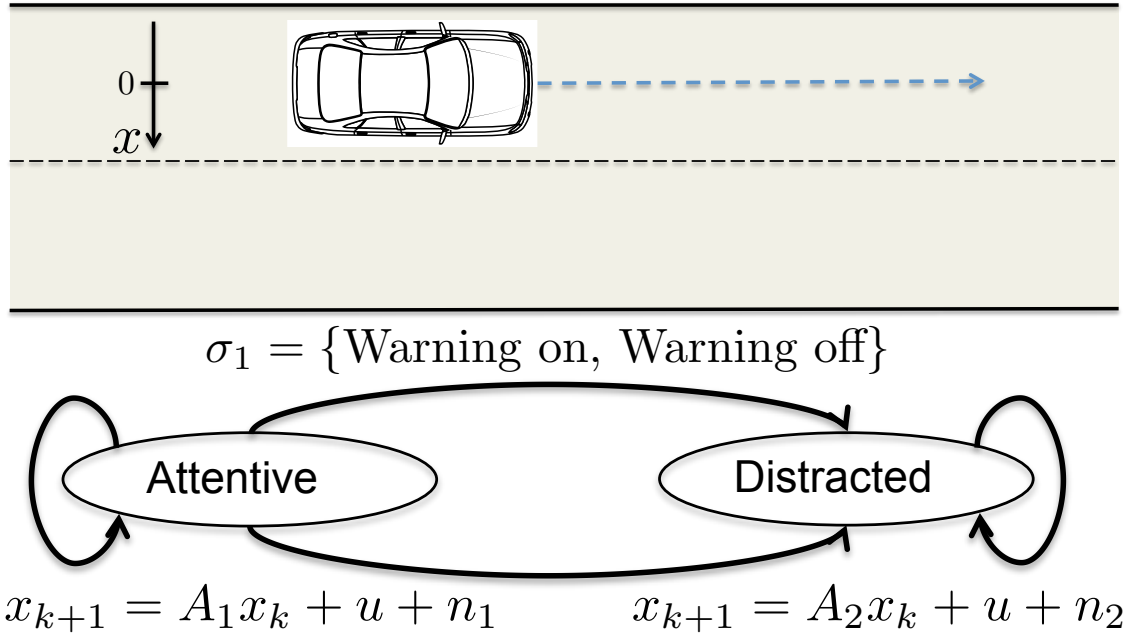 0
x
σ₁ = {Warning on, Warning off}
Attentive
Distracted
xₖ₊₁ = A₁xₖ + u + n₁
xₖ₊₁ = A₂xₖ + u + n₂